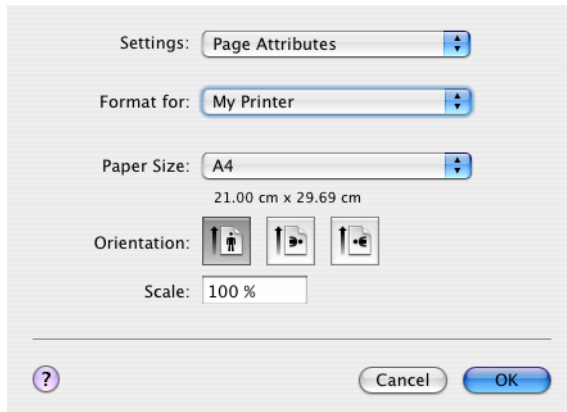 Settings: Page Attributes
Format for: My Printer
Paper Size: A4
21.00 cm x 29.69 cm
Orientation:
Scale: 100 %
? Cancel OK